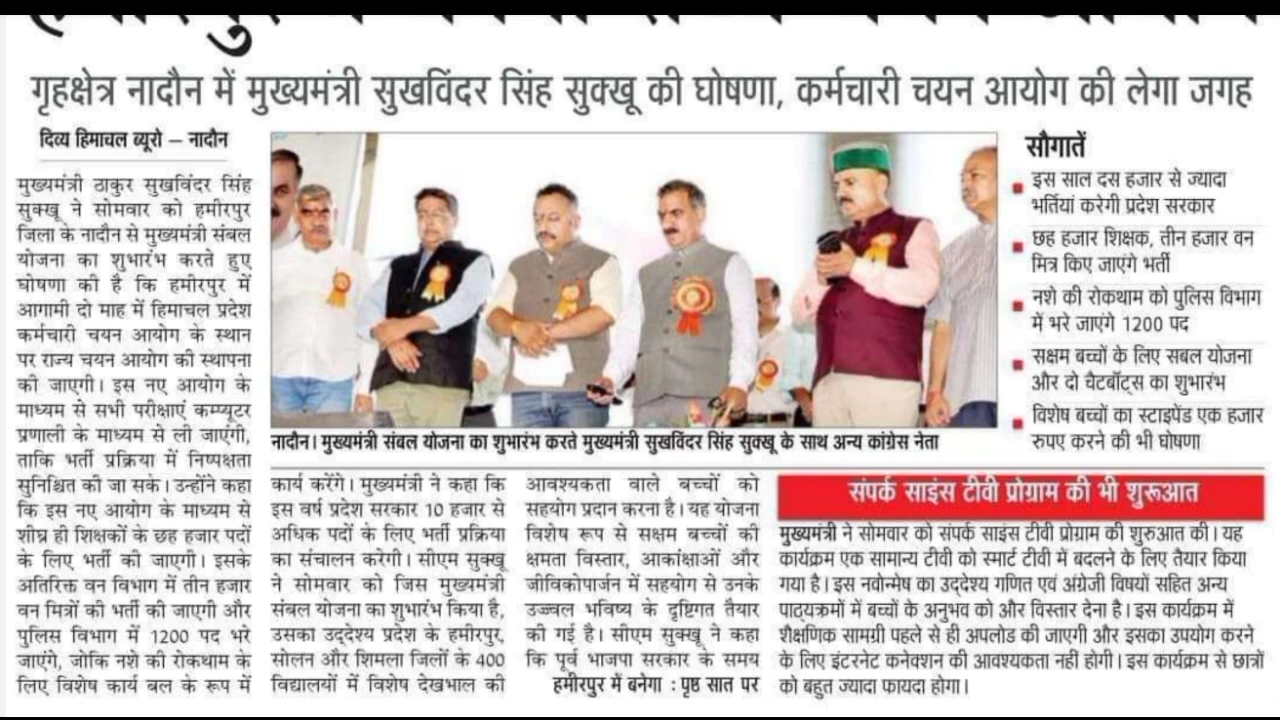 गृहक्षेत्र नादौन में मुख्यमंत्री सुखविंदर सिंह सुक्खू की घोषणा, कर्मचारी चयन आयोग की लेगा जगह
दिव्य हिमाचल ब्यूरो – नादौन
मुख्यमंत्री ठाकुर सुखविंदर सिंह
सुक्खू ने सोमवार को हमीरपुर
जिला के नादौन से मुख्यमंत्री संबल
योजना का शुभारंभ करते हुए
घोषणा की है कि हमीरपुर में
आगामी दो माह में हिमाचल प्रदेश
कर्मचारी चयन आयोग के स्थान
पर राज्य चयन आयोग की स्थापना
की जाएगी। इस नए आयोग के
माध्यम से सभी परीक्षाएं कम्प्यूटर
प्रणाली के माध्यम से ली जाएंगी,
ताकि भर्ती प्रक्रिया में निष्पक्षता
सुनिश्चित की जा सके। उन्होंने कहा
कि इस नए आयोग के माध्यम से
शीघ्र ही शिक्षकों के छह हजार पदों
के लिए भर्ती की जाएगी। इसके
अतिरिक्त वन विभाग में तीन हजार
वन मित्रों की भर्ती की जाएगी और
पुलिस विभाग में 1200 पद भरे
जाएंगे, जोकि नशे की रोकथाम के
लिए विशेष कार्य बल के रूप में
नादौन। मुख्यमंत्री संबल योजना का शुभारंभ करते मुख्यमंत्री सुखविंदर सिंह सुक्खू के साथ अन्य कांग्रेस नेता
कार्य करेंगे। मुख्यमंत्री ने कहा कि
इस वर्ष प्रदेश सरकार 10 हजार से
अधिक पदों के लिए भर्ती प्रक्रिया
का संचालन करेगी। सीएम सुक्खू
ने सोमवार को जिस मुख्यमंत्री
संबल योजना का शुभारंभ किया है,
उसका उद्देश्य प्रदेश के हमीरपुर,
सोलन और शिमला जिलों के 400
विद्यालयों में विशेष देखभाल की
आवश्यकता वाले बच्चों को
सहयोग प्रदान करना है। यह योजना
विशेष रूप से सक्षम बच्चों की
क्षमता विस्तार, आकांक्षाओं और
जीविकोपार्जन में सहयोग से उनके
उज्ज्वल भविष्य के दृष्टिगत तैयार
की गई है। सीएम सुक्खू ने कहा
कि पूर्व भाजपा सरकार के समय
हमीरपुर में बनेगा : पृष्ठ सात पर
सौगातें
इस साल दस हजार से ज्यादा
भर्तियां करेगी प्रदेश सरकार
छह हजार शिक्षक, तीन हजार वन
मित्र किए जाएंगे भर्ती
नशे की रोकथाम को पुलिस विभाग
में भरे जाएंगे 1200 पद
सक्षम बच्चों के लिए सबल योजना
और दो चैटबॉट्स का शुभारंभ
विशेष बच्चों का स्टाइपेंड एक हजार
रुपए करने की भी घोषणा
संपर्क साइंस टीवी प्रोग्राम की भी शुरूआत
मुख्यमंत्री ने सोमवार को संपर्क साइंस टीवी प्रोग्राम की शुरुआत की। यह
कार्यक्रम एक सामान्य टीवी को स्मार्ट टीवी में बदलने के लिए तैयार किया
गया है। इस नवोन्मेष का उद्देश्य गणित एवं अंग्रेजी विषयों सहित अन्य
पाठ्यक्रमों में बच्चों के अनुभव को और विस्तार देना है। इस कार्यक्रम में
शैक्षणिक सामग्री पहले से ही अपलोड की जाएगी और इसका उपयोग करने
के लिए इंटरनेट कनेक्शन की आवश्यकता नहीं होगी। इस कार्यक्रम से छात्रों
को बहुत ज्यादा फायदा होगा।